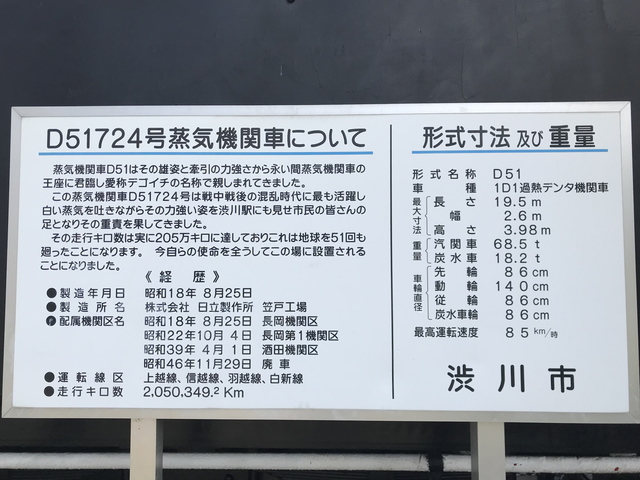 D51724号蒸気機関車について
蒸気機関車D51はその雄姿と牽引の力強さから永い間蒸気機関車の
王座に君臨し愛称デコイチの名称で親しまれてきました。
この蒸気機関車D51724号は戦中戦後の混乱時代に最も活躍し
白い蒸気を吐きながらその力強い姿を渋川駅にも見せ市民の皆さんの
足となりその重責を果してきました。
その走行キロ数は実に205万キロに達しておりこれは地球を51回も
廻ったことになります。 今自らの使命を全うしてこの場に設置される
ことになりました。
《経歴》
●製造年月日 昭和18年 8月25日
●製造所名 株式会社 日立製作所 笠戸工場
●配属機関区名 昭和18年 8月25日 長岡機関区
昭和22年10月 4日 長岡第1機関区
昭和39年 4月 1日 酒田機関区
昭和46年11月29日 廃車
●運転線区 上越線、信越線、羽越線、白新線
●走行キロ数 2,050,349.2 Km
形式寸法及び重量
形式名称 D51
車種 1D1過熱テンダ機関車
最大寸法 長さ 19.5m
幅 2.6m
高さ 3.98m
重量 汽関車 68.5t
炭水車 18.2t
車輪直径 先輪 86cm
動輪 140cm
従輪 86cm
炭水車輪 86cm
最高運転速度 85km/時
渋川市